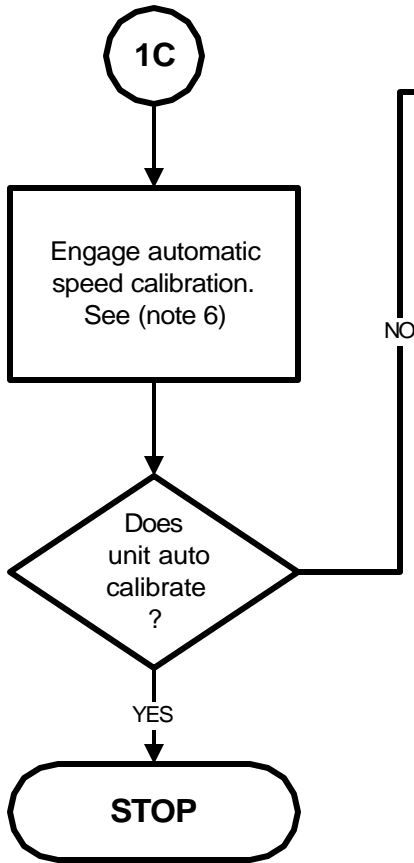 1C
Engage automatic
speed calibration.
See (note 6)
NO
Does
unit auto
calibrate
?
YES
STOP